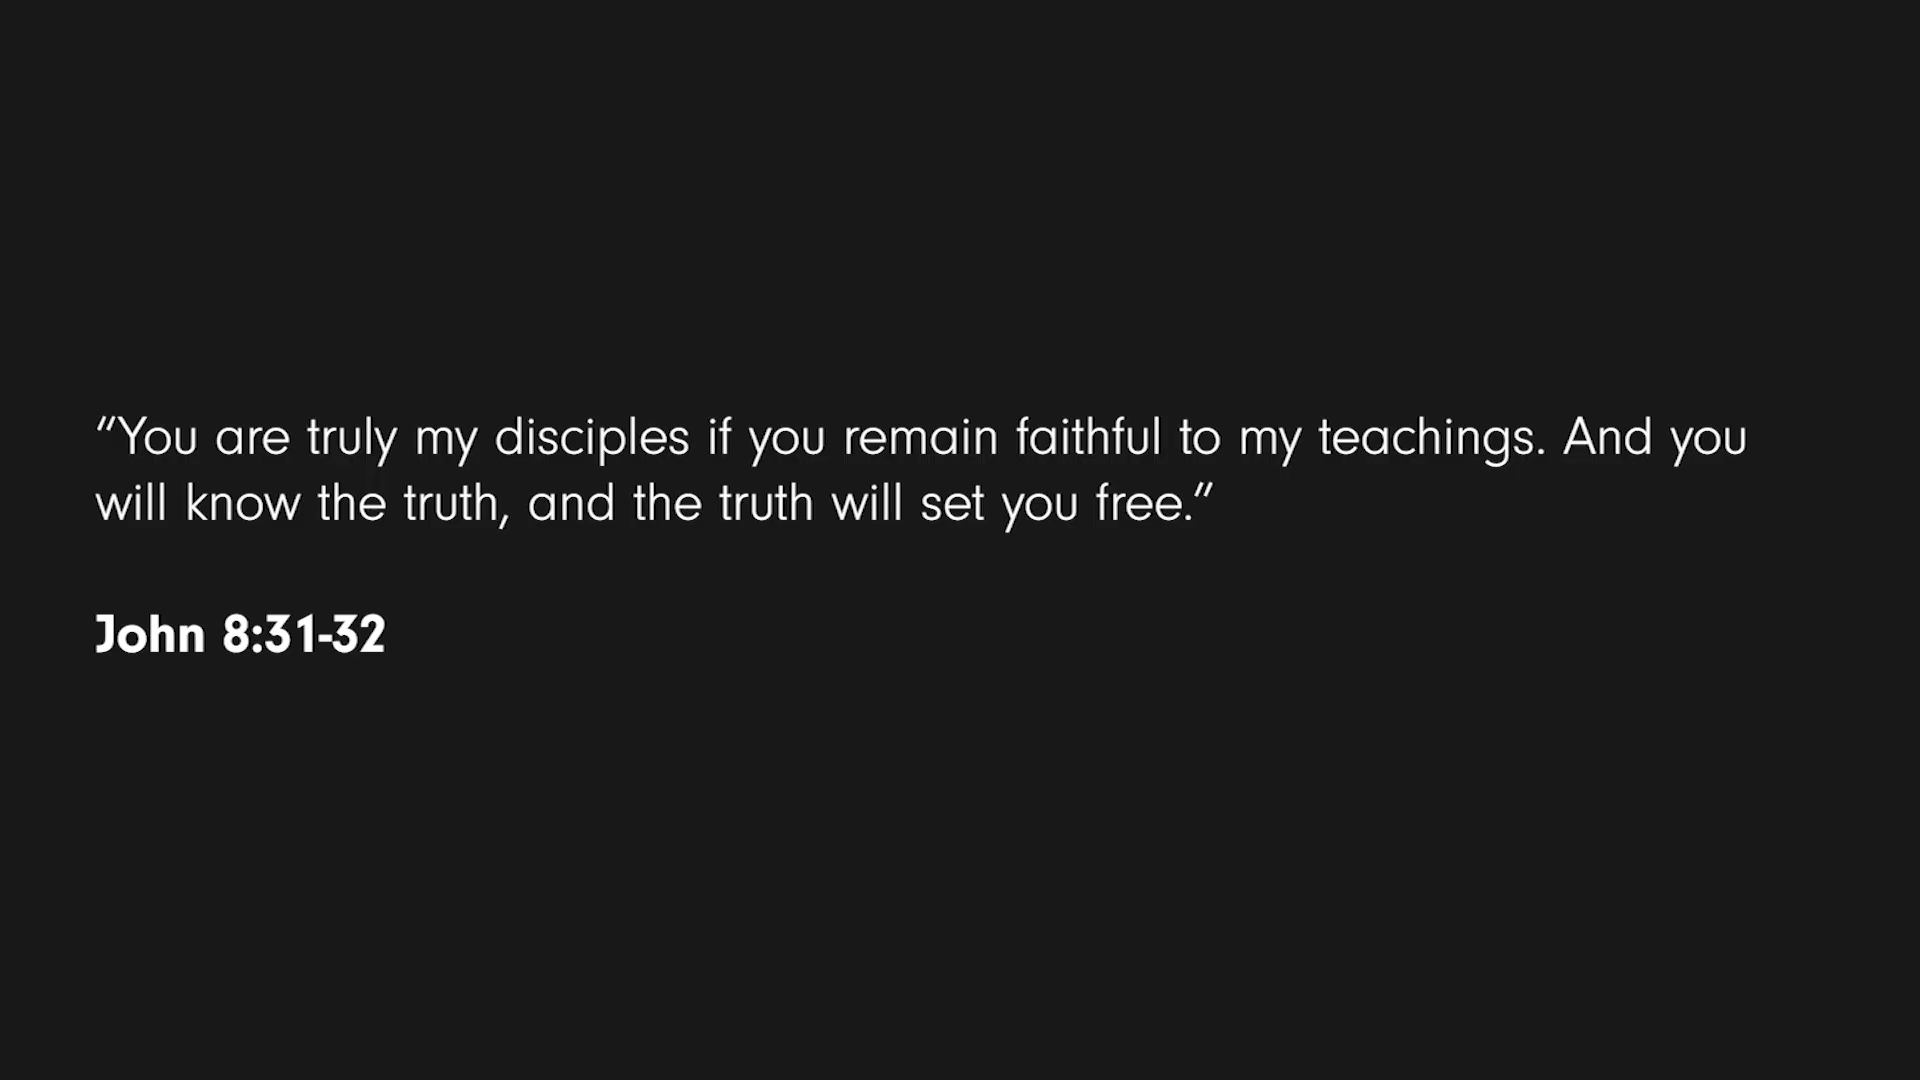 “You are truly my disciples if you remain faithful to my teachings. And you
will know the truth, and the truth will set you free.”
John 8:31-32